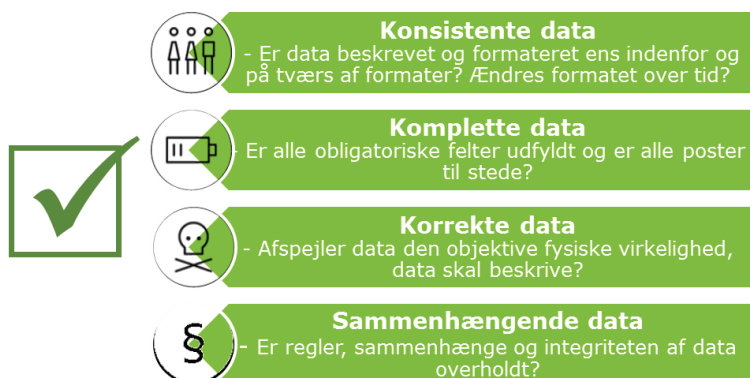 Konsistente data
- Er data beskrevet og formateret ens indenfor og
på tværs af formater? Ændres formatet over tid?
Komplette data
- Er alle obligatoriske felter udfyldt og er alle poster
til stede?
Korrekte data
- Afspejler data den objektive fysiske virkelighed,
data skal beskrive?
§
Sammenhængende data
- Er regler, sammenhænge og integriteten af data
overholdt?